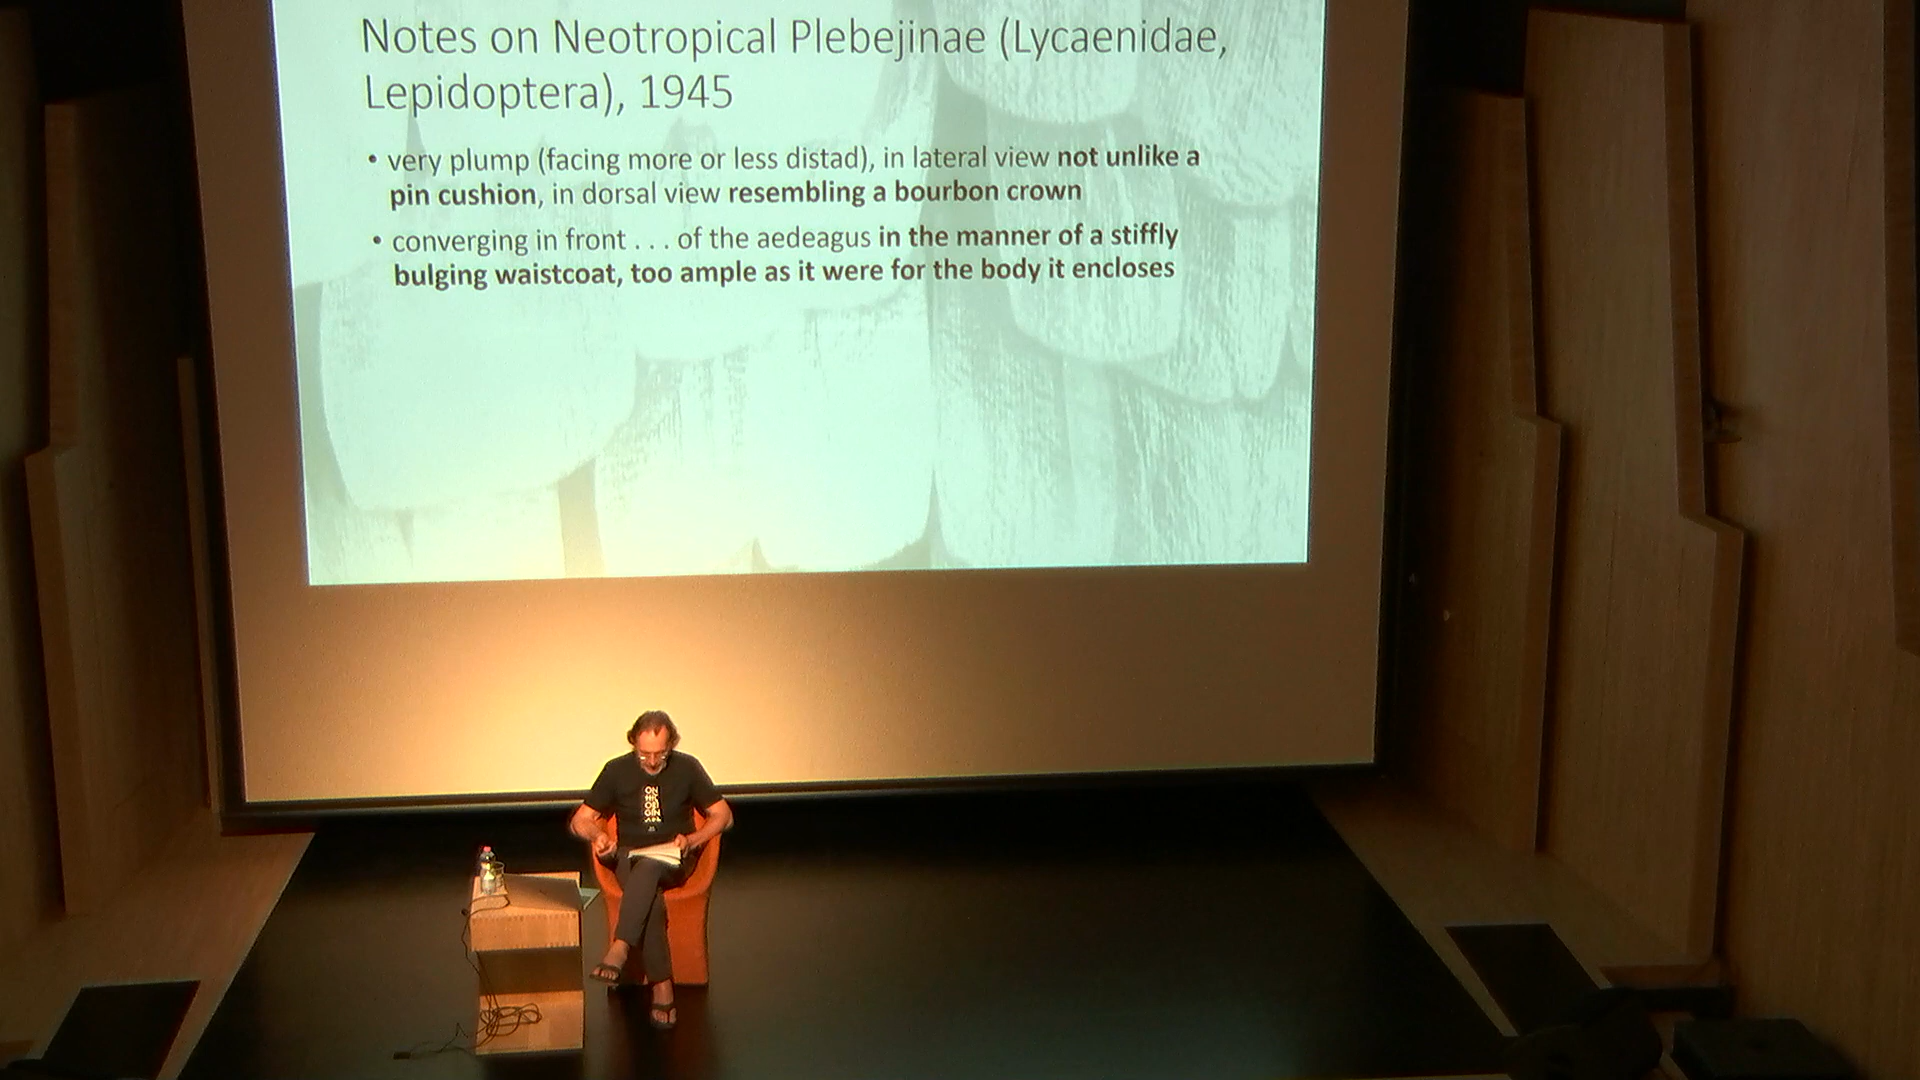 Notes on Neotropical Plebejinae (Lycaenidae,
Lepidoptera), 1945
• very plump (facing more or less distad), in lateral view not unlike a
pin cushion, in dorsal view resembling a bourbon crown
• converging in front . . . of the aedeagus in the manner of a stiffly
bulging waistcoat, too ample as it were for the body it encloses
ON